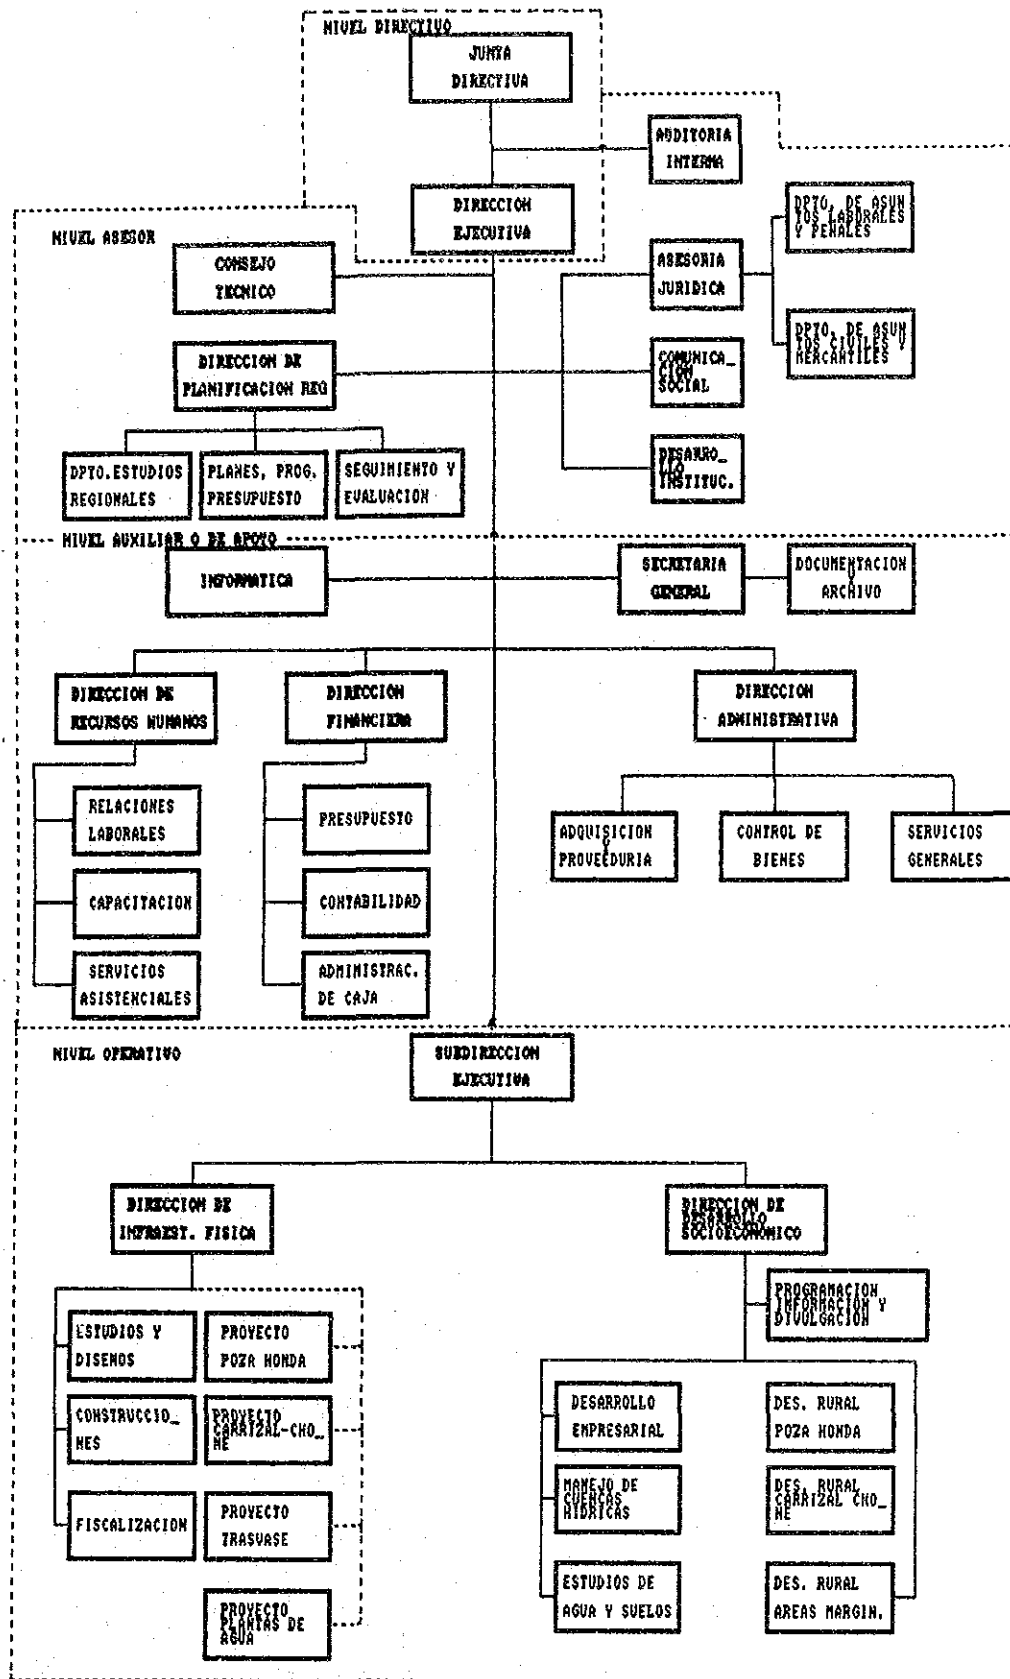 NIVEL DIRECTIVO
JUNTA
DIRECTIVA
AUDITORIA
INTERNA
DIRECCION
EJECUTIVA
NIVEL ASESOR
CONSEJO
TECNICO
ASESORIA
JURIDICA
DPTO. DE ASUN
TOS LABORALES
Y PENALES
DPTO. DE ASUN
TOS CIVILES Y
MERCANTILES
DIRECCION DE
PLANIFICACION REG
COMUNICA_
CION
SOCIAL
DPTO.ESTUDIOS
REGIONALES
PLANES, PROG.
PRESUPUESTO
SEGUIMIENTO Y
EVALUACION
DESARRO_
LLO
INSTITUC.
NIVEL AUXILIAR O DE APOYO
INFORMATICA
SECRETARIA
GENERAL
DOCUMENTACION
Y
ARCHIVO
DIRECCION DE
RECURSOS HUMANOS
DIRECCION
FINANCIERA
DIRECCION
ADMINISTRATIVA
RELACIONES
LABORALES
CAPACITACION
SERVICIOS
ASISTENCIALES
PRESUPUESTO
CONTABILIDAD
ADMINISTRAC.
DE CAJA
ADQUISICION
Y
PROVEEDURIA
CONTROL DE
BIENES
SERVICIOS
GENERALES
NIVEL OPERATIVO
SUBDIRECCION
EJECUTIVA
DIRECCION DE
INFRAEST. FISICA
DIRECCION DE
DESARROLLO
SOCIOECONOMICO
ESTUDIOS Y
DISENOS
CONSTRUCCIO_
NES
FISCALIZACION
PROYECTO
POZA HONDA
PROYECTO
CARRIZAL-CHO_
NE
PROYECTO
TRASVASE
PROYECTO
PLANTAS DE
AGUA
PROGRAMACION
INFORMACION Y
DIVULGACION
DESARROLLO
EMPRESARIAL
MANEJO DE
CUENCAS
HIDRICAS
ESTUDIOS DE
AGUA Y SUELOS
DES. RURAL
POZA HONDA
DES. RURAL
CARRIZAL CHO_
NE
DES. RURAL
AREAS MARGIN.